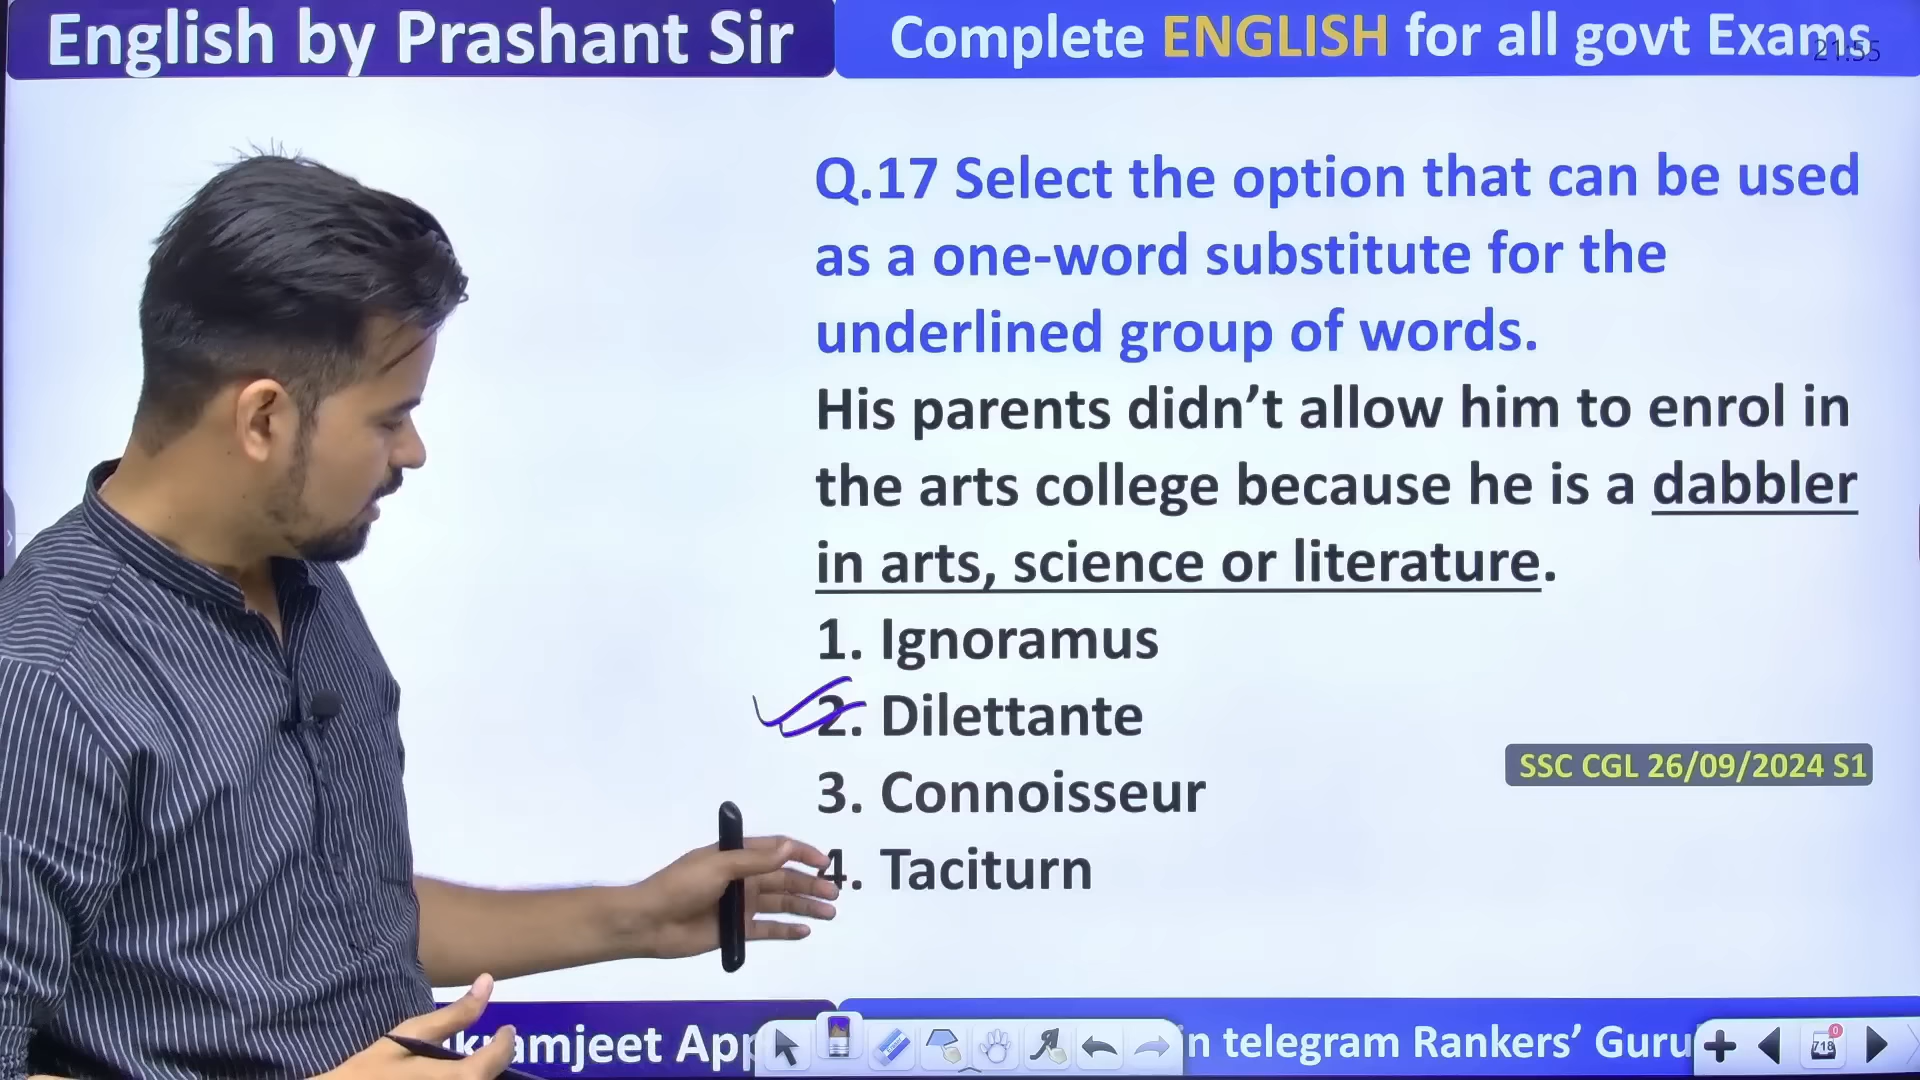 English by Prashant Sir
Complete ENGLISH for all govt Exams
21:55
Q.17 Select the option that can be used
as a one-word substitute for the
underlined group of words.
His parents didn’t allow him to enrol in
the arts college because he is a dabbler
in arts, science or literature.
1. Ignoramus
2. Dilettante
3. Connoisseur
4. Taciturn
SSC CGL 26/09/2024 S1
telegram Rankers’ Guru
718
0